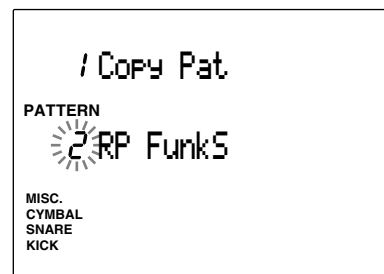 1 Copy Pat.
PATTERN
2 RP FunkS
MISC.
CYMBAL
SNARE
KICK